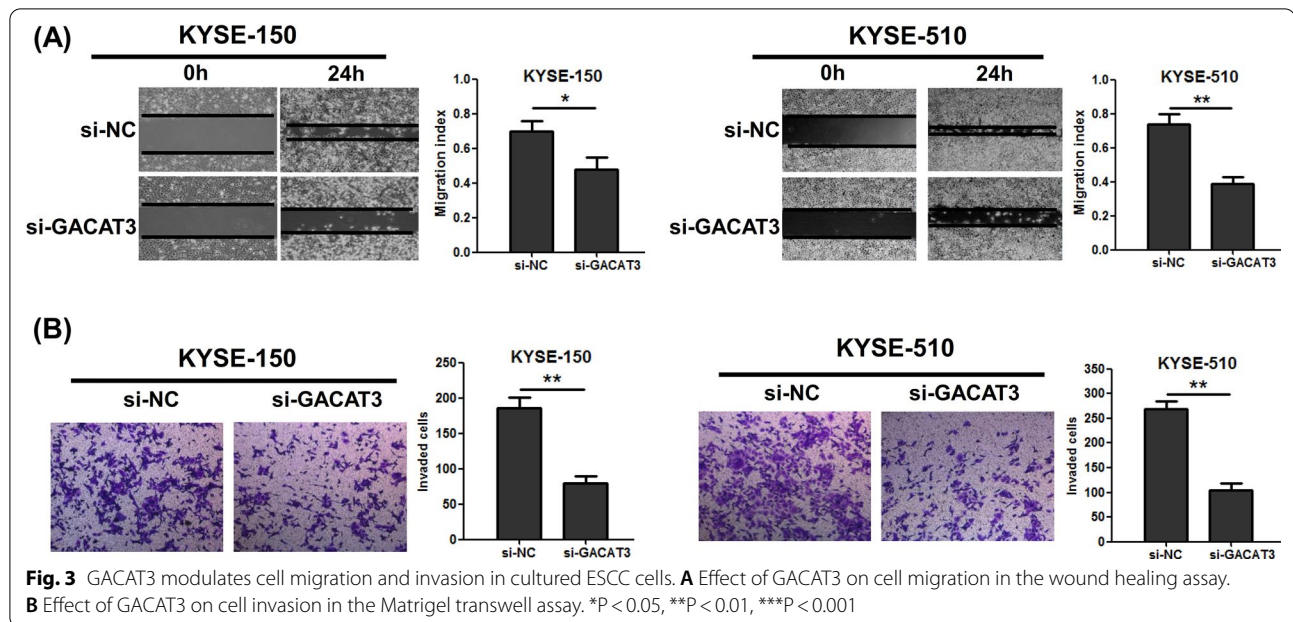 (A)
KYSE-150
0h 24h
si-NC
si-GACAT3
KYSE-150
*
Migration index
1.0
0.8
0.6
0.4
0.2
0.0
si-NC si-GACAT3
KYSE-510
0h 24h
si-NC
si-GACAT3
KYSE-510
**
Migration index
1.0
0.8
0.6
0.4
0.2
0.0
si-NC si-GACAT3
(B)
KYSE-150
si-NC si-GACAT3
KYSE-150
**
Invaded cells
250
200
150
100
50
0
si-NC si-GACAT3
KYSE-510
si-NC si-GACAT3
KYSE-510
**
Invaded cells
350
300
250
200
150
100
50
0
si-NC si-GACAT3
Fig. 3 GACAT3 modulates cell migration and invasion in cultured ESCC cells. A Effect of GACAT3 on cell migration in the wound healing assay.
B Effect of GACAT3 on cell invasion in the Matrigel transwell assay. *P < 0.05, **P < 0.01, ***P < 0.001